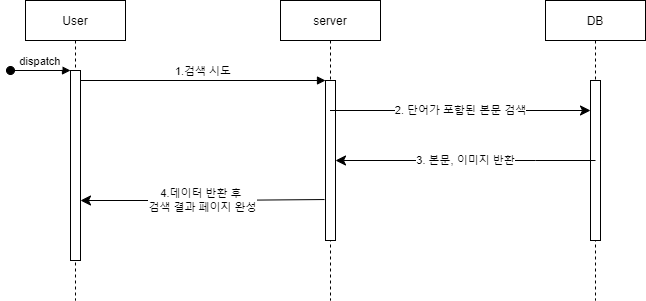 User
server
DB
dispatch
1.검색 시도
2. 단어가 포함된 본문 검색
3. 본문, 이미지 반환
4.데이터 반환 후
검색 결과 페이지 완성